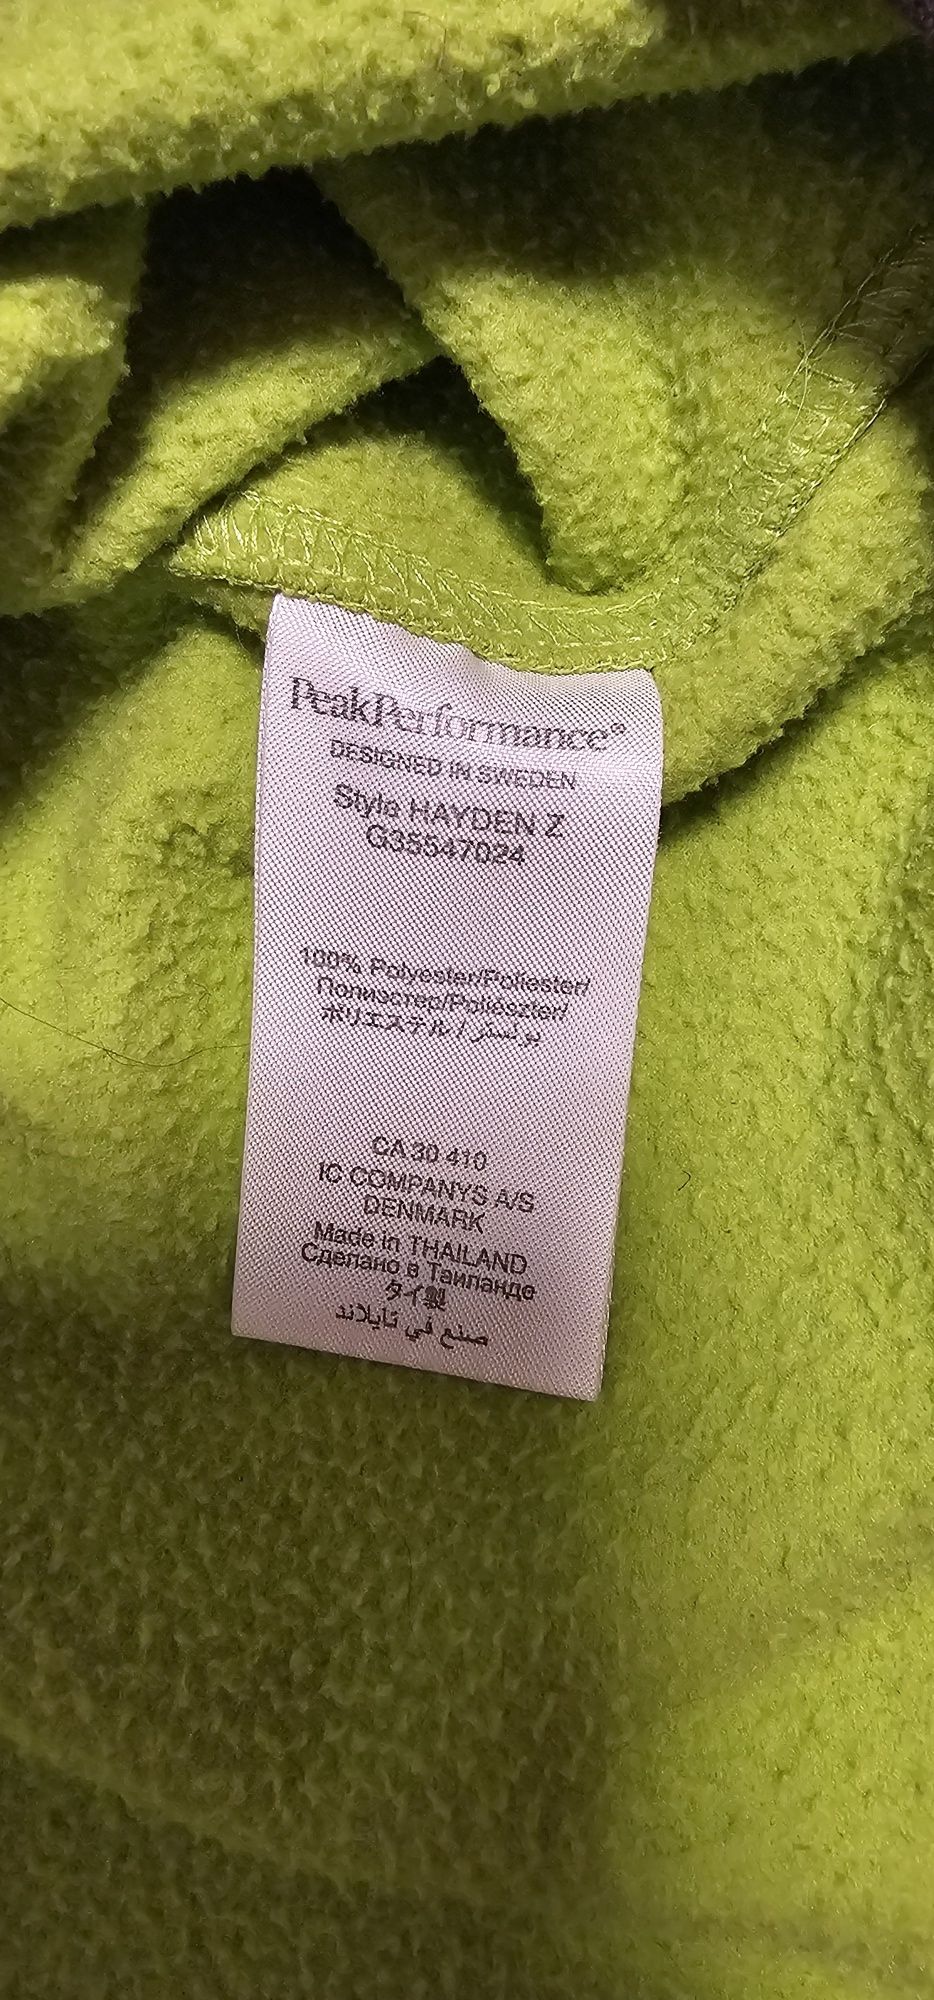 PeakPerformance®
DESIGNED IN SWEDEN
Style HAYDEN Z
G35547024
100% Polyester/Poliester/
Полиэстер/Poliészter/
ポリエステル/بولستر
CA 30 410
IC COMPANYS A/S
DENMARK
Made in THAILAND
Сделано в Таиланде
タイ製
صنع في تايلاند